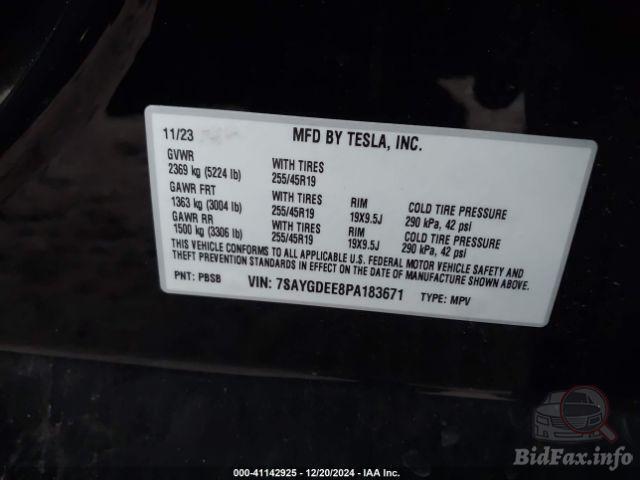 11/23 MFD BY TESLA, INC.
GVWR
2369 kg (5224 lb) WITH TIRES 255/45R19
GAWR FRT
1363 kg (3004 lb) WITH TIRES 255/45R19 RIM 19X9.5J COLD TIRE PRESSURE 290 kPa, 42 psi
GAWR RR
1500 kg (3306 lb) WITH TIRES 255/45R19 RIM 19X9.5J COLD TIRE PRESSURE 290 kPa, 42 psi
THIS VEHICLE CONFORMS TO ALL APPLICABLE U.S. FEDERAL MOTOR VEHICLE SAFETY AND
THEFT PREVENTION STANDARDS IN EFFECT ON THE DATE OF MANUFACTURE SHOWN ABOVE.
PNT: PBSB VIN: 7SAYGDEE8PA183671 TYPE: MPV
BidFax.info
0-41142925 - 12/20/2024 - IAA Inc.